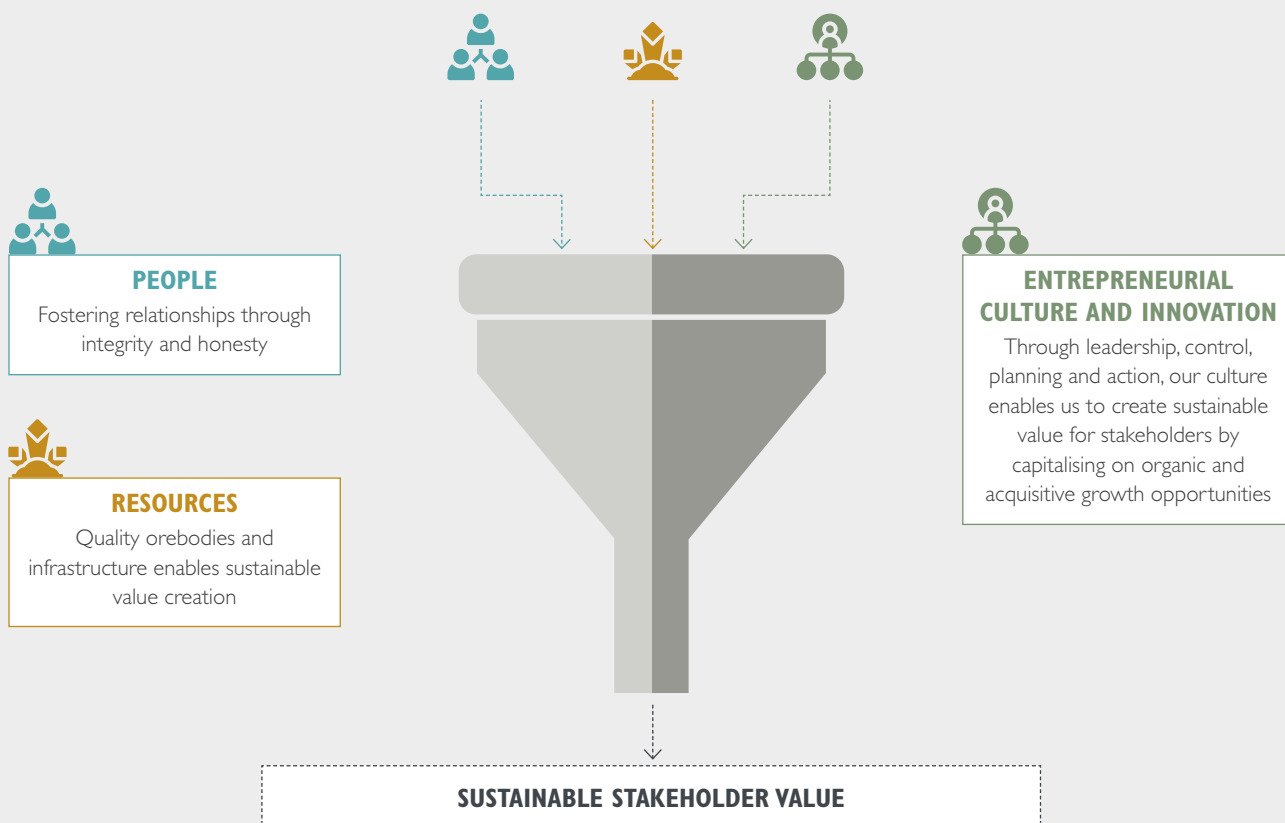 PEOPLE
Fostering relationships through
integrity and honesty
RESOURCES
Quality orebodies and
infrastructure enables sustainable
value creation
ENTREPRENEURIAL
CULTURE AND INNOVATION
Through leadership, control,
planning and action, our culture
enables us to create sustainable
value for stakeholders by
capitalising on organic and
acquisitive growth opportunities
SUSTAINABLE STAKEHOLDER VALUE